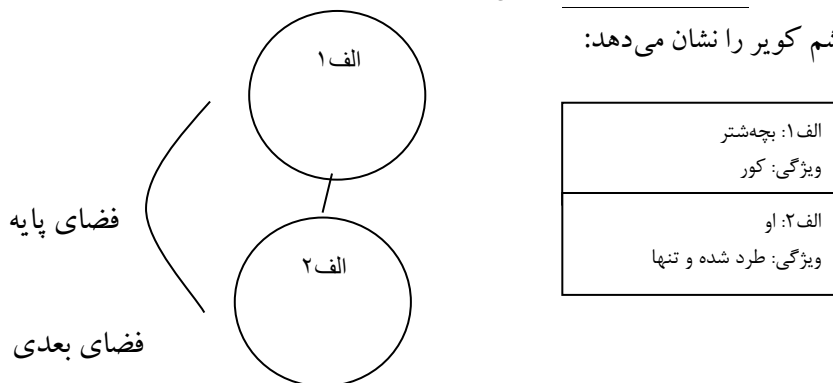 کویر را نشان می‌دهد:
الف۱
الف۱: بچه‌شتر
ویژگی: کور
الف۲: او
ویژگی: طرد شده و تنها
فضای پایه
الف۲
فضای بعدی